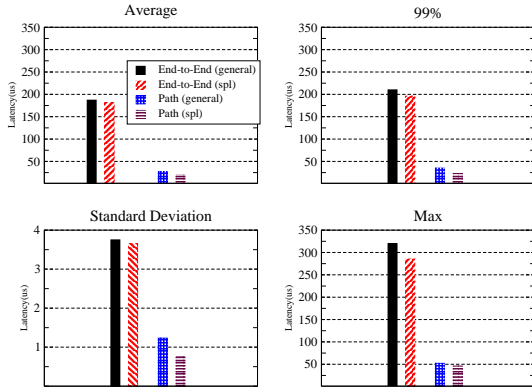 Average
350
300
250
200
150
100
50
Latency(us)
End-to-End (general)
End-to-End (spl)
Path (general)
Path (spl)
99%
350
300
250
200
150
100
50
Latency(us)
Standard Deviation
4
3
2
1
Latency(us)
Max
350
300
250
200
150
100
50
Latency(us)